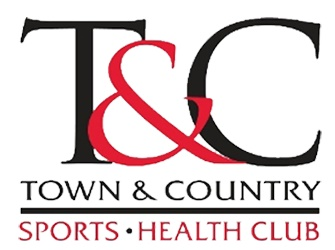 T&C
TOWN & COUNTRY
SPORTS · HEALTH CLUB